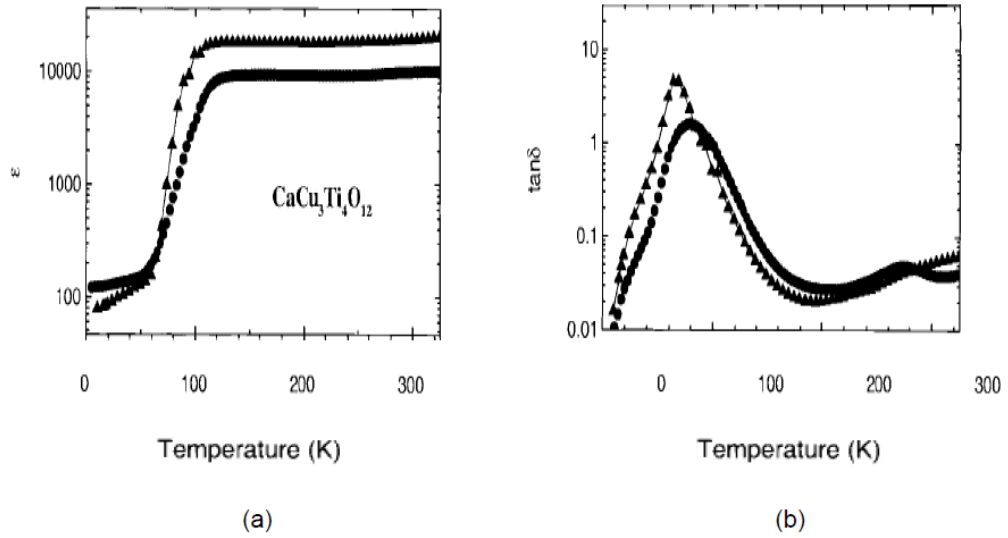 10000
1000
100
ε
CaCu3Ti4O12
0 100 200 300
Temperature (K)
(a)
10
1
0.1
0.01
tanδ
0 100 200 300
Temperature (K)
(b)